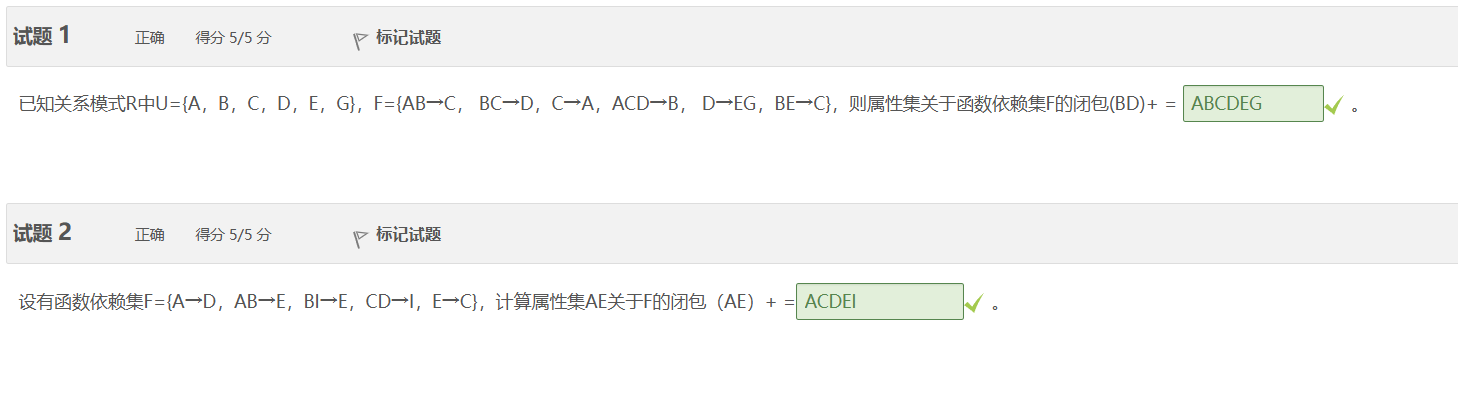 试题 1 正确 得分 5/5 分 标记试题
已知关系模式R中U={A，B，C，D，E，G}，F={AB→C， BC→D，C→A，ACD→B， D→EG，BE→C}，则属性集关于函数依赖集F的闭包(BD)+ = ABCDEG 。
试题 2 正确 得分 5/5 分 标记试题
设有函数依赖集F={A→D，AB→E，BI→E，CD→I，E→C}，计算属性集AE关于F的闭包（AE）+ = ACDEI 。